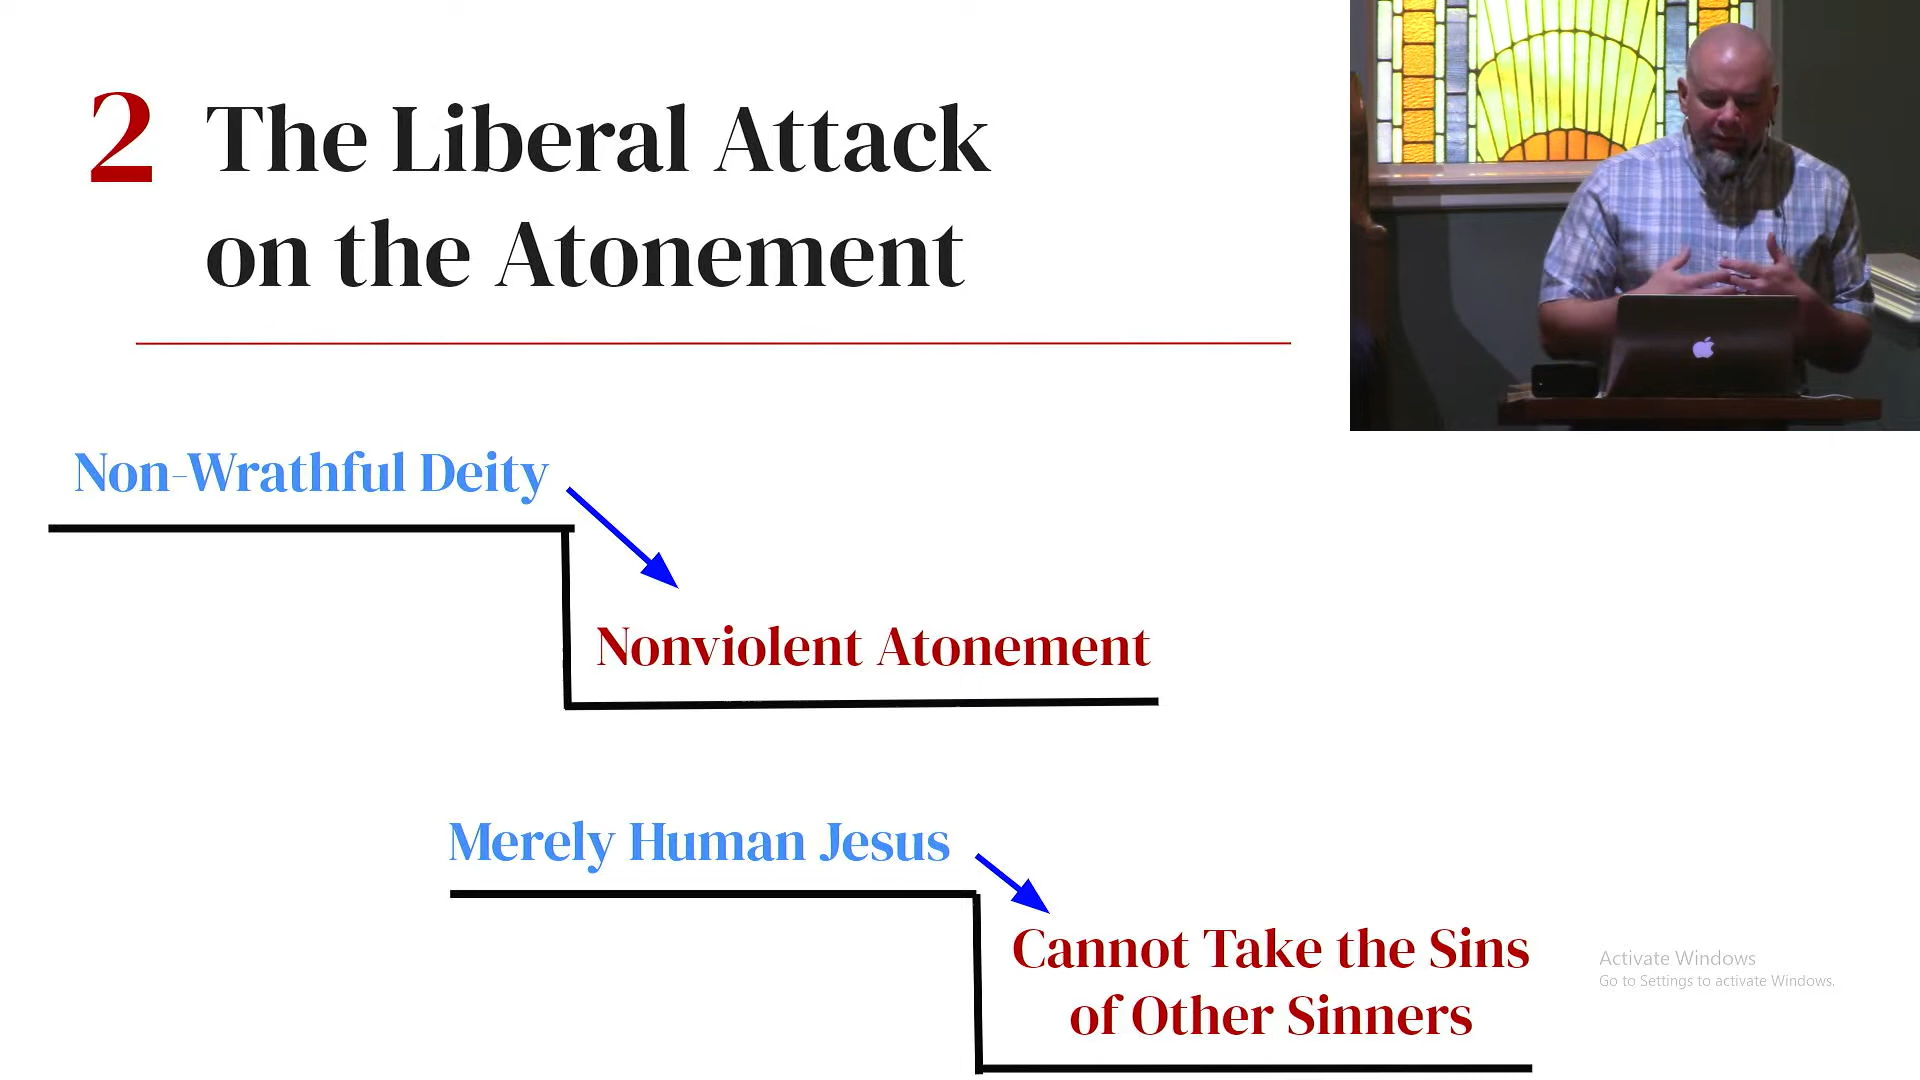 2 The Liberal Attack
on the Atonement
Non-Wrathful Deity
Nonviolent Atonement
Merely Human Jesus
Cannot Take the Sins
of Other Sinners
Activate Windows
Go to Settings to activate Windows.